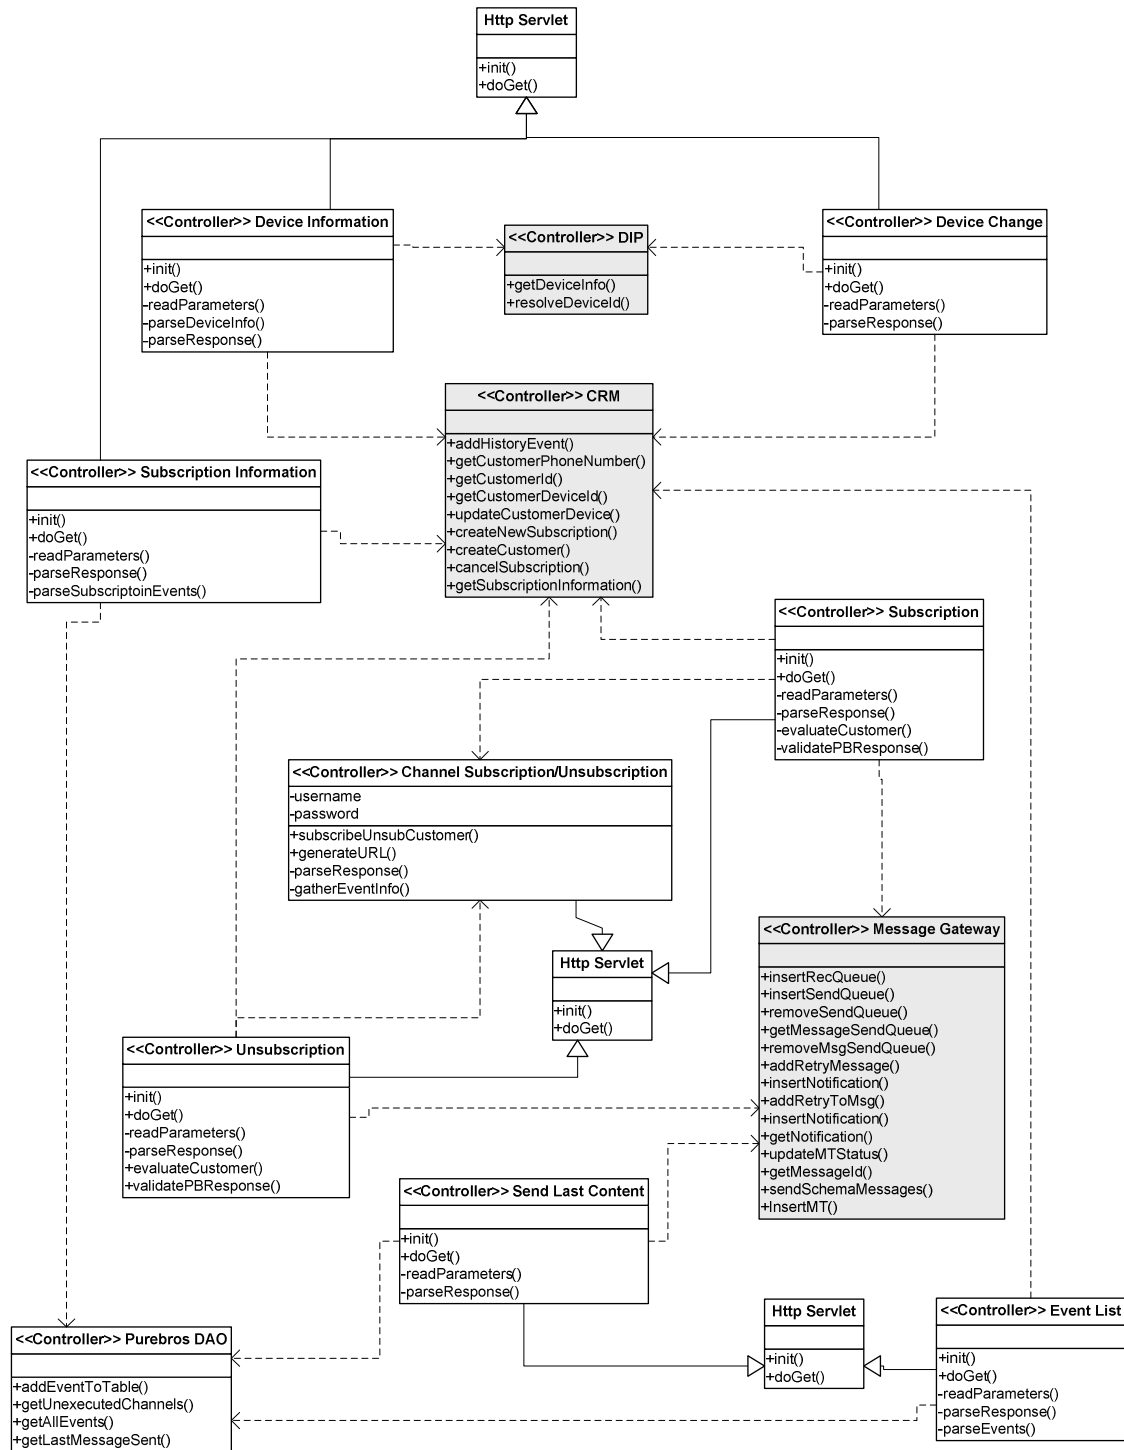 Http Servlet
+init()
+doGet()
<<Controller>> Device Information
+init()
+doGet()
-readParameters()
-parseDeviceInfo()
-parseResponse()
<<Controller>> DIP
+getDeviceInfo()
+resolveDeviceId()
<<Controller>> Device Change
+init()
+doGet()
-readParameters()
-parseResponse()
<<Controller>> CRM
+addHistoryEvent()
+getCustomerPhoneNumber()
+getCustomerId()
+getCustomerDeviceId()
+updateCustomerDevice()
+createNewSubscription()
+createCustomer()
+cancelSubscription()
+getSubscriptionInformation()
<<Controller>> Subscription Information
+init()
+doGet()
-readParameters()
-parseResponse()
-parseSubscriptoinEvents()
<<Controller>> Subscription
+init()
+doGet()
-readParameters()
-parseResponse()
-evaluateCustomer()
-validatePBResponse()
<<Controller>> Channel Subscription/Unsubscription
-username
-password
+subscribeUnsubCustomer()
+generateURL()
-parseResponse()
-gatherEventInfo()
Http Servlet
+init()
+doGet()
<<Controller>> Message Gateway
+insertRecQueue()
+insertSendQueue()
+removeSendQueue()
+getMessageSendQueue()
+removeMsgSendQueue()
+addRetryMessage()
+insertNotification()
+addRetryToMsg()
+insertNotification()
+getNotification()
+updateMTStatus()
+getMessageId()
+sendSchemaMessages()
+InsertMT()
<<Controller>> Unsubscription
+init()
+doGet()
-readParameters()
-parseResponse()
+evaluateCustomer()
+validatePBResponse()
<<Controller>> Send Last Content
+init()
+doGet()
-readParameters()
-parseResponse()
Http Servlet
+init()
+doGet()
<<Controller>> Event List
+init()
+doGet()
-readParameters()
-parseResponse()
-parseEvents()
<<Controller>> Purebros DAO
+addEventToTable()
+getUnexecutedChannels()
+getAllEvents()
+getLastMessageSent()